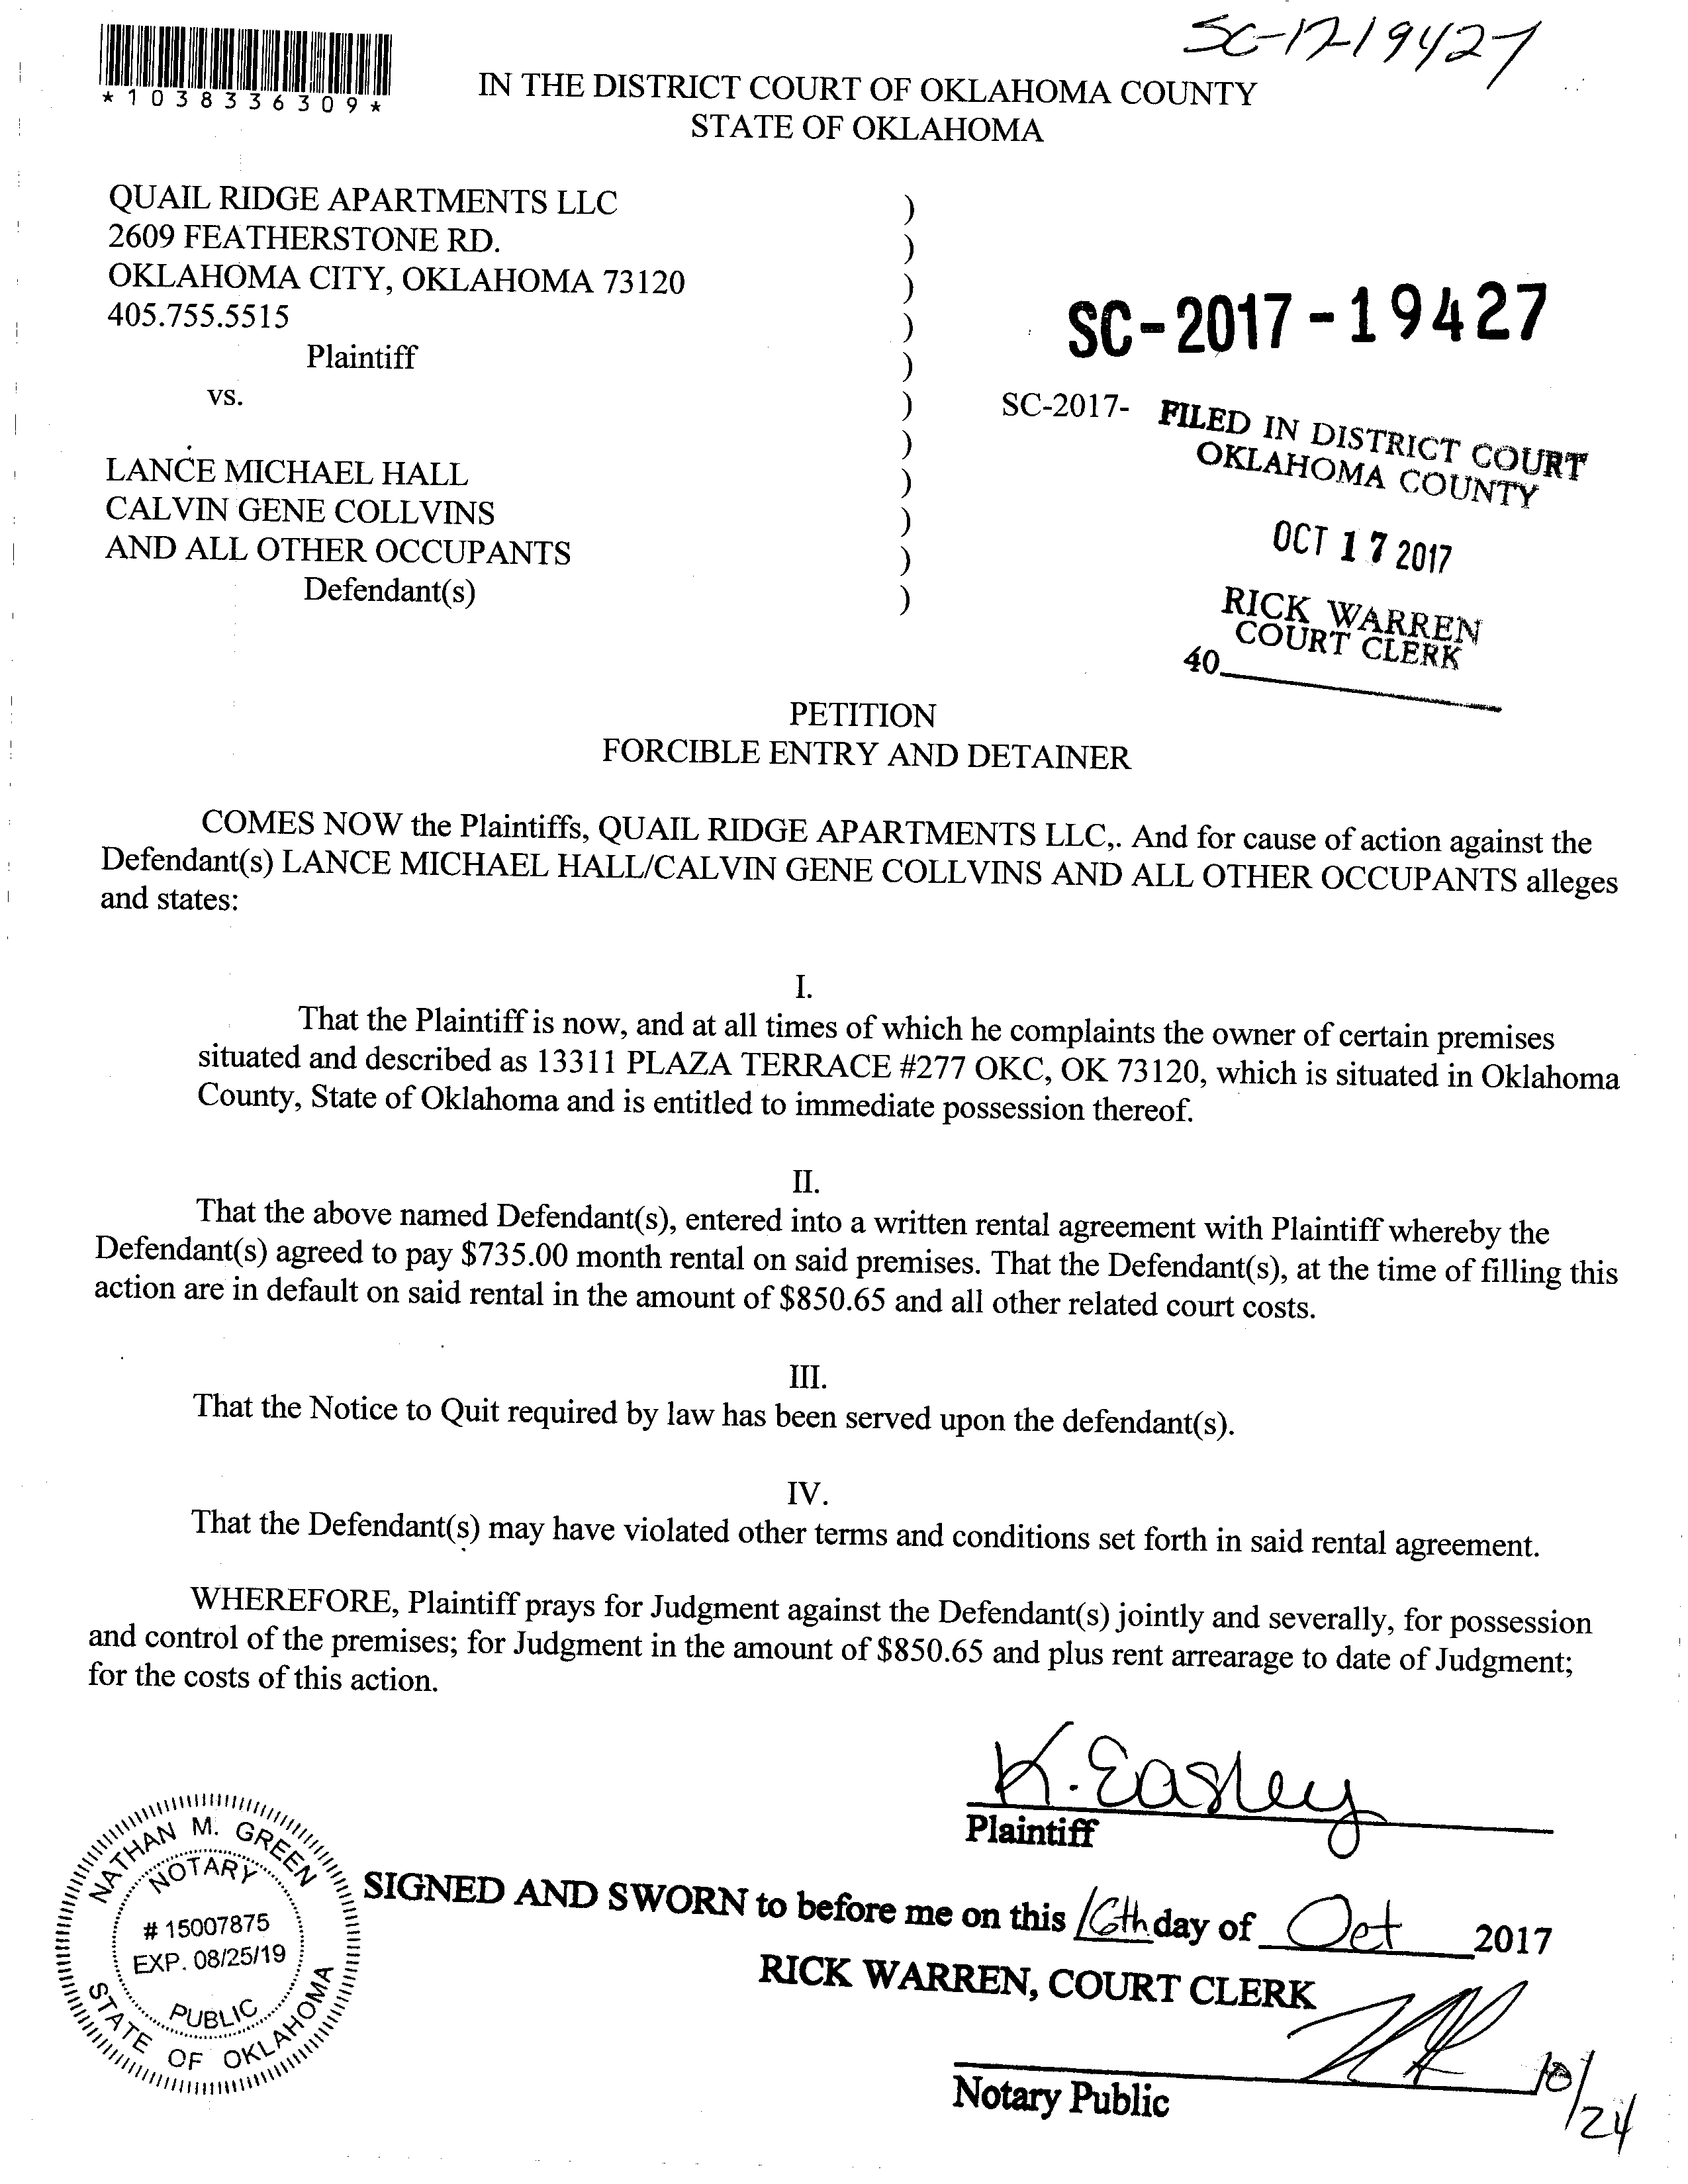 SC-17-19427
*1038336309*
IN THE DISTRICT COURT OF OKLAHOMA COUNTY
STATE OF OKLAHOMA
QUAIL RIDGE APARTMENTS LLC )
2609 FEATHERSTONE RD. )
OKLAHOMA CITY, OKLAHOMA 73120 )
405.755.5515 )
Plaintiff )
vs. )
)
LANCE MICHAEL HALL )
CALVIN GENE COLLVINS )
AND ALL OTHER OCCUPANTS )
Defendant(s) )
SC-2017-19427
SC-2017-
FILED IN DISTRICT COURT
OKLAHOMA COUNTY
OCT 17 2017
RICK WARREN
COURT CLERK
40
PETITION
FORCIBLE ENTRY AND DETAINER
COMES NOW the Plaintiffs, QUAIL RIDGE APARTMENTS LLC,. And for cause of action against the
Defendant(s) LANCE MICHAEL HALL/CALVIN GENE COLLVINS AND ALL OTHER OCCUPANTS alleges
and states:
I.
That the Plaintiff is now, and at all times of which he complaints the owner of certain premises
situated and described as 13311 PLAZA TERRACE #277 OKC, OK 73120, which is situated in Oklahoma
County, State of Oklahoma and is entitled to immediate possession thereof.
II.
That the above named Defendant(s), entered into a written rental agreement with Plaintiff whereby the
Defendant(s) agreed to pay $735.00 month rental on said premises. That the Defendant(s), at the time of filling this
action are in default on said rental in the amount of $850.65 and all other related court costs.
III.
That the Notice to Quit required by law has been served upon the defendant(s).
IV.
That the Defendant(s) may have violated other terms and conditions set forth in said rental agreement.
WHEREFORE, Plaintiff prays for Judgment against the Defendant(s) jointly and severally, for possession
and control of the premises; for Judgment in the amount of $850.65 and plus rent arrearage to date of Judgment;
for the costs of this action.
K. Easley
Plaintiff
NATHAN M. GREEN
NOTARY
# 15007875
EXP. 08/25/19
PUBLIC
STATE OF OKLAHOMA
SIGNED AND SWORN to before me on this 16th day of Oct 2017
RICK WARREN, COURT CLERK
Notary Public
10/24